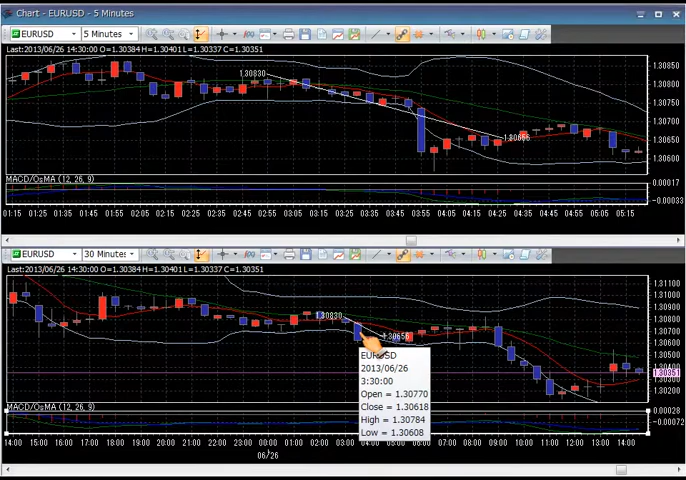 Chart - EURUSD - 5 Minutes
EURUSD 5 Minutes
Last:2013/06/26 14:30:00 O=1.30384 H=1.30401 L=1.30337 C=1.30351
1.30850
1.30830
1.30800
1.30750
1.30700
1.30656
1.30650
1.30600
MACD/OsMA (12, 26, 9)
0.00017
-0.00033
01:15 01:25 01:35 01:45 01:55 02:05 02:15 02:25 02:35 02:45 02:55 03:05 03:15 03:25 03:35 03:45 03:55 04:05 04:15 04:25 04:35 04:45 04:55 05:05 05:15
EURUSD 30 Minutes
Last:2013/06/26 14:30:00 O=1.30384 H=1.30401 L=1.30337 C=1.30351
1.31100
1.31000
1.30900
1.30830
1.30800
1.30700
1.30656
1.30600
1.30500
1.30400
1.30351
1.30300
1.30200
EURUSD
2013/06/26
3:30:00
Open = 1.30770
Close = 1.30618
High = 1.30784
Low = 1.30608
MACD/OsMA (12, 26, 9)
0.00028
-0.00072
14:00 15:00 16:00 17:00 18:00 19:00 20:00 21:00 22:00 23:00 00:00 01:00 02:00 03:00 07:00 08:00 09:00 10:00 11:00 12:00 13:00 14:00
06/26